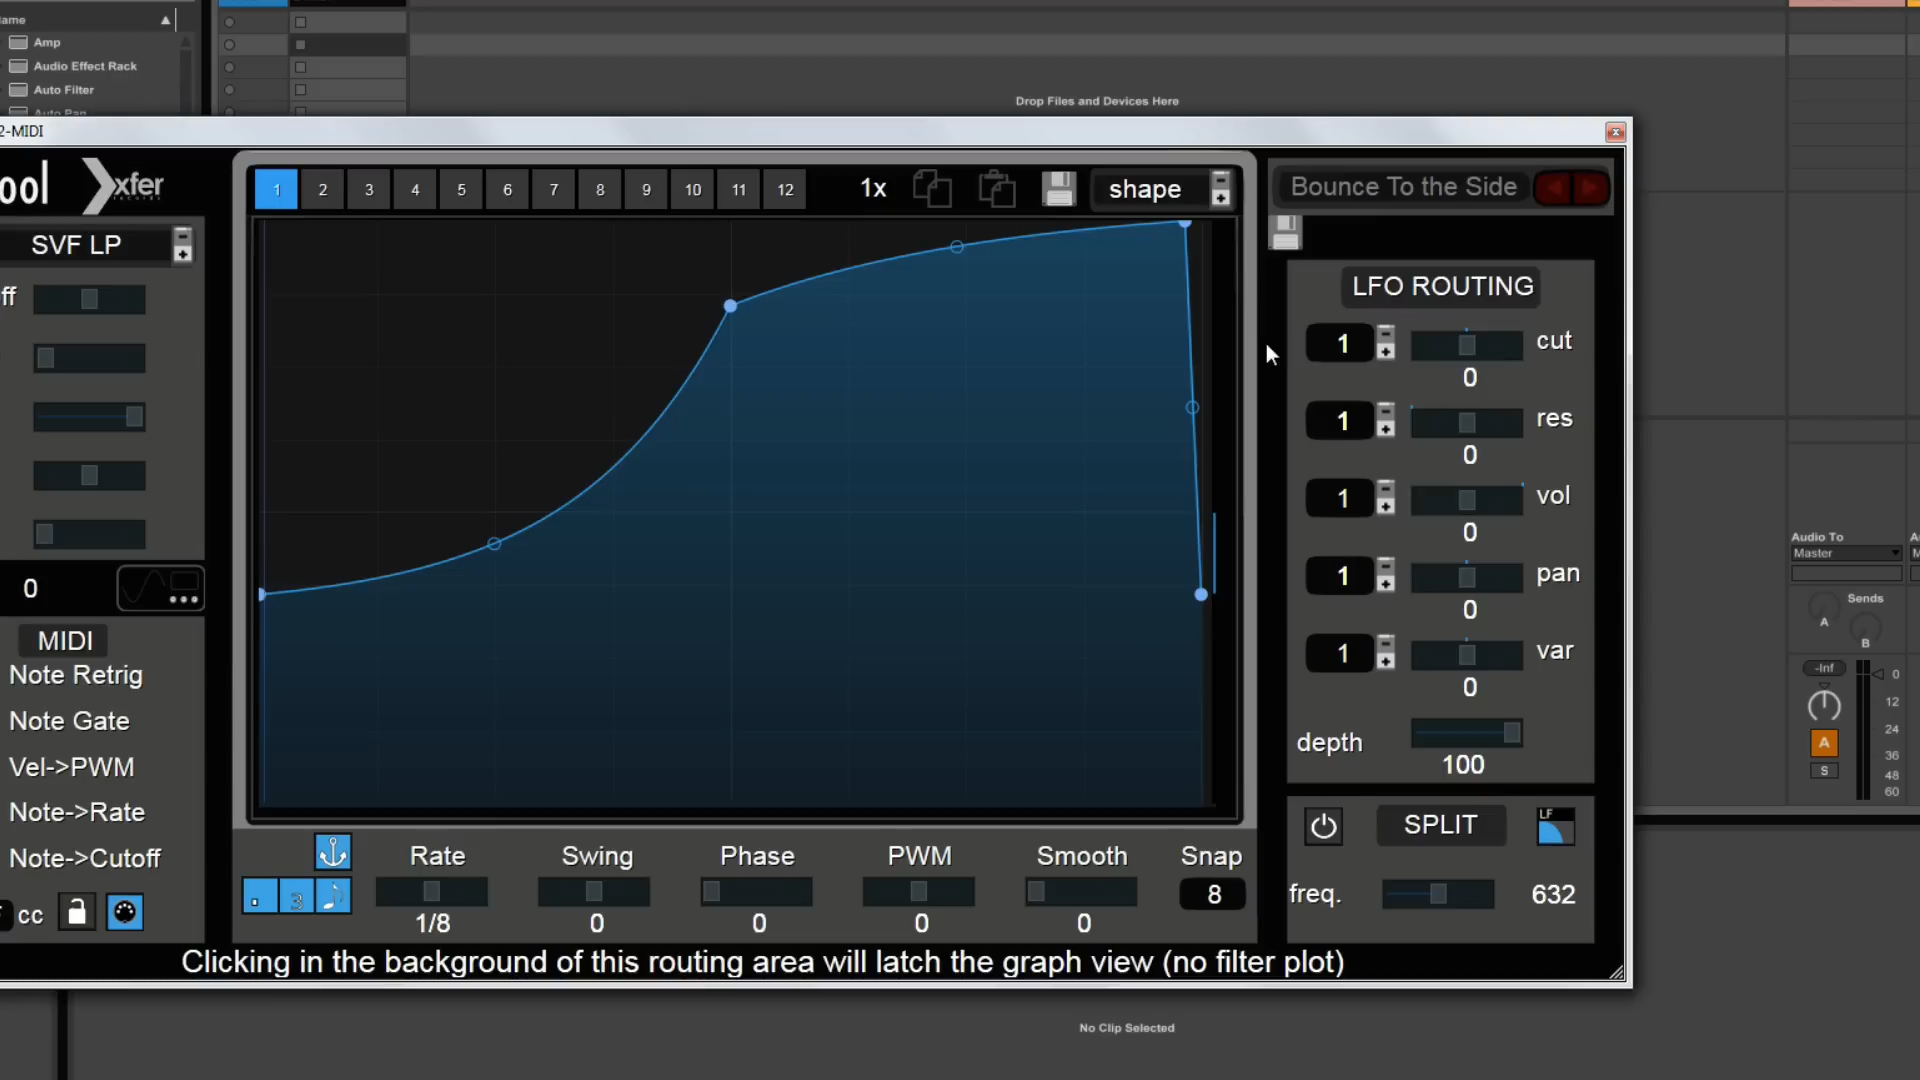 ame
Amp
Audio Effect Rack
Auto Filter
Auto Pan
Drop Files and Devices Here
2-MIDI
ool xfer records
1 2 3 4 5 6 7 8 9 10 11 12 1x shape
Bounce To the Side
SVF LP
ff
0
MIDI
Note Retrig
Note Gate
Vel->PWM
Note->Rate
Note->Cutoff
cc
LFO ROUTING
1 cut
0
1 res
0
1 vol
0
1 pan
0
1 var
0
depth
100
SPLIT LF
freq. 632
Rate Swing Phase PWM Smooth Snap
3
1/8 0 0 0 0 8
Clicking in the background of this routing area will latch the graph view (no filter plot)
Audio To A
Master
Sends
A
B
-Inf 0
12
A 24
36
S 48
60
No Clip Selected